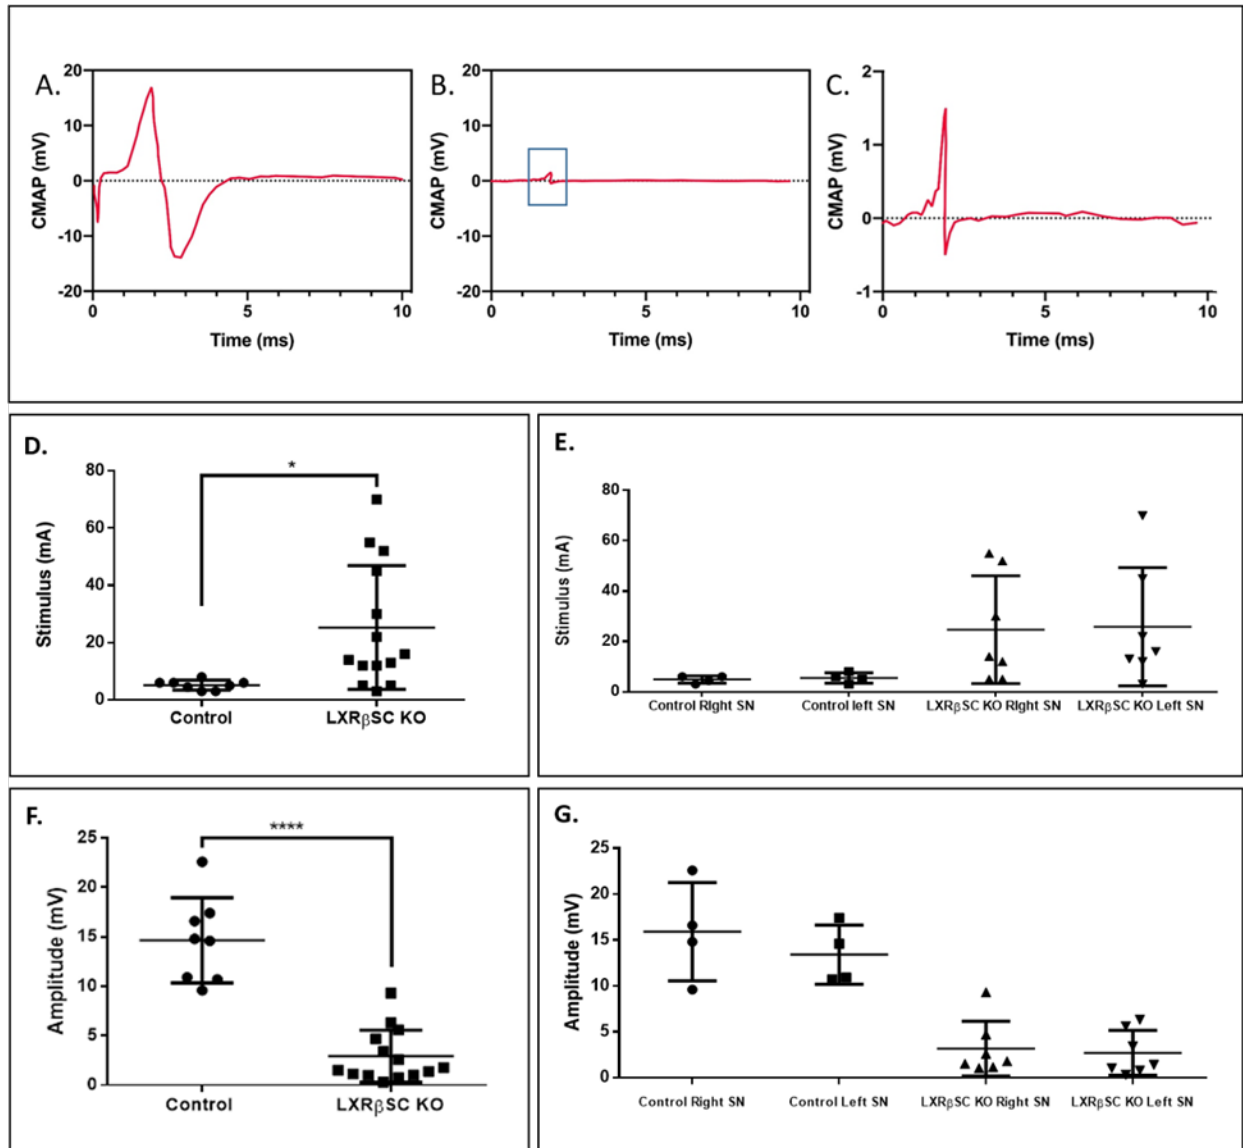 A.
CMAP (mV)
20
10
0
-10
-20
0
5
10
Time (ms)
B.
CMAP (mV)
20
10
0
-10
-20
0
5
10
Time (ms)
C.
CMAP (mV)
2
1
0
-1
0
5
10
Time (ms)
D.
Stimulus (mA)
80
60
40
20
0
*
Control
LXRβSC KO
E.
Stimulus (mA)
80
60
40
20
0
Control Right SN
Control left SN
LXRβSC KO Right SN
LXRβSC KO Left SN
F.
Amplitude (mV)
25
20
15
10
5
0
****
Control
LXRβSC KO
G.
Amplitude (mV)
25
20
15
10
5
0
Control Right SN
Control Left SN
LXRβSC KO Right SN
LXRβSC KO Left SN